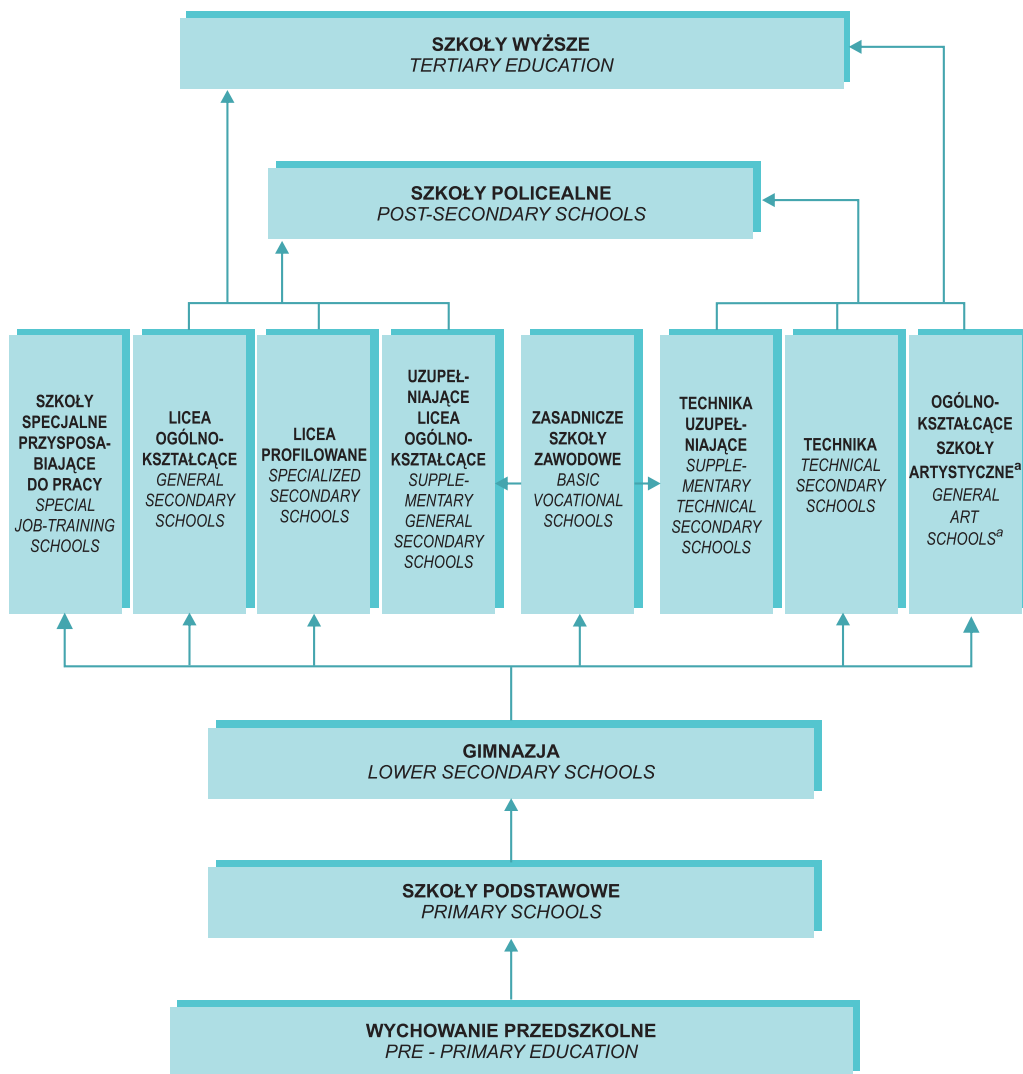 SZKOŁY WYŻSZE
TERTIARY EDUCATION
SZKOŁY POLICEALNE
POST-SECONDARY SCHOOLS
SZKOŁY
SPECJALNE
PRZYSPOSA-
BIAJĄCE
DO PRACY
SPECIAL
JOB-TRAINING
SCHOOLS
LICEA
OGÓLNO-
KSZTAŁCĄCE
GENERAL
SECONDARY
SCHOOLS
LICEA
PROFILOWANE
SPECIALIZED
SECONDARY
SCHOOLS
UZUPEŁ-
NIAJĄCE
LICEA
OGÓLNO-
KSZTAŁCĄCE
SUPPLE-
MENTARY
GENERAL
SECONDARY
SCHOOLS
ZASADNICZE
SZKOŁY
ZAWODOWE
BASIC
VOCATIONAL
SCHOOLS
TECHNIKA
UZUPEŁ-
NIAJĄCE
SUPPLE-
MENTARY
TECHNICAL
SECONDARY
SCHOOLS
TECHNIKA
TECHNICAL
SECONDARY
SCHOOLS
OGÓLNO-
KSZTAŁCĄCE
SZKOŁY
ARTYSTYCZNEª
GENERAL
ART
SCHOOLSª
GIMNAZJA
LOWER SECONDARY SCHOOLS
SZKOŁY PODSTAWOWE
PRIMARY SCHOOLS
WYCHOWANIE PRZEDSZKOLNE
PRE - PRIMARY EDUCATION